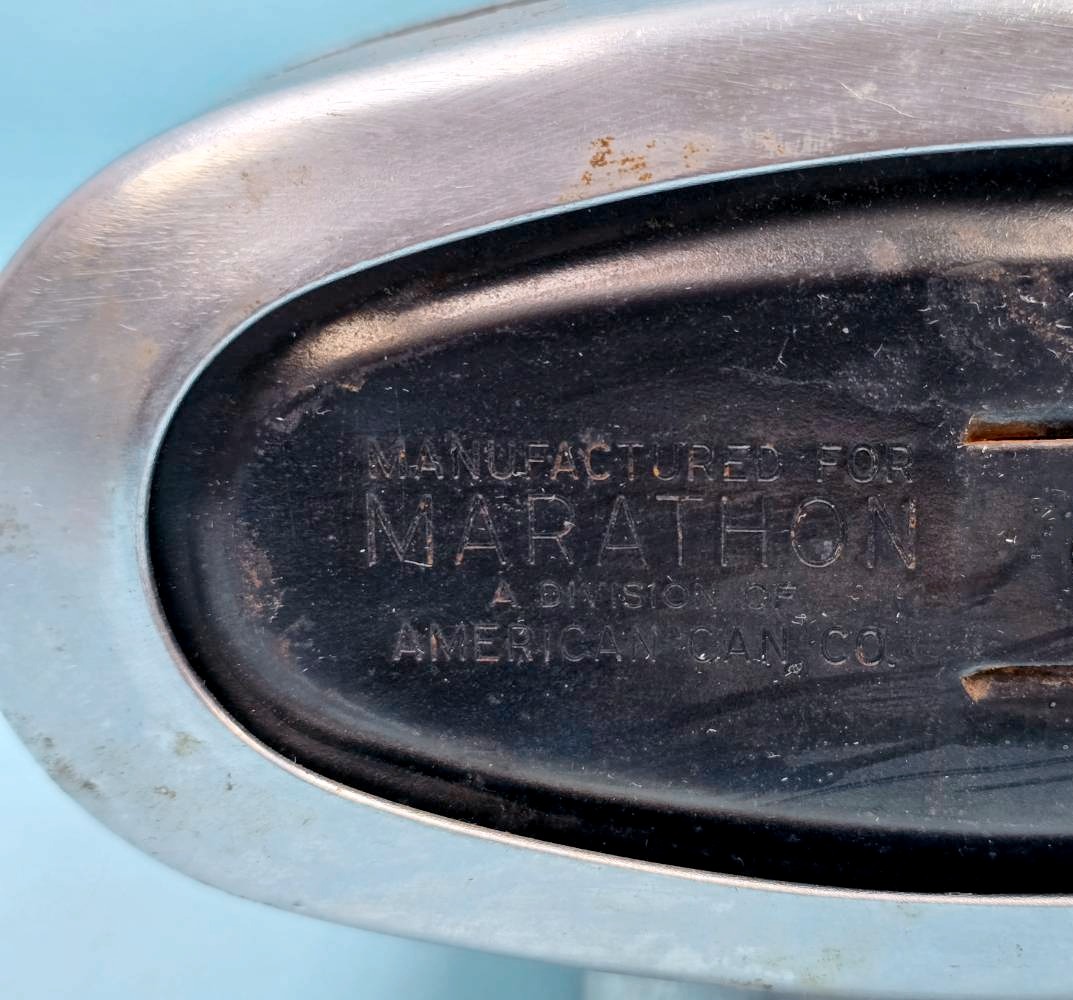 MANUFACTURED FOR
MARATHON
A DIVISION OF
AMERICAN CAN CO.